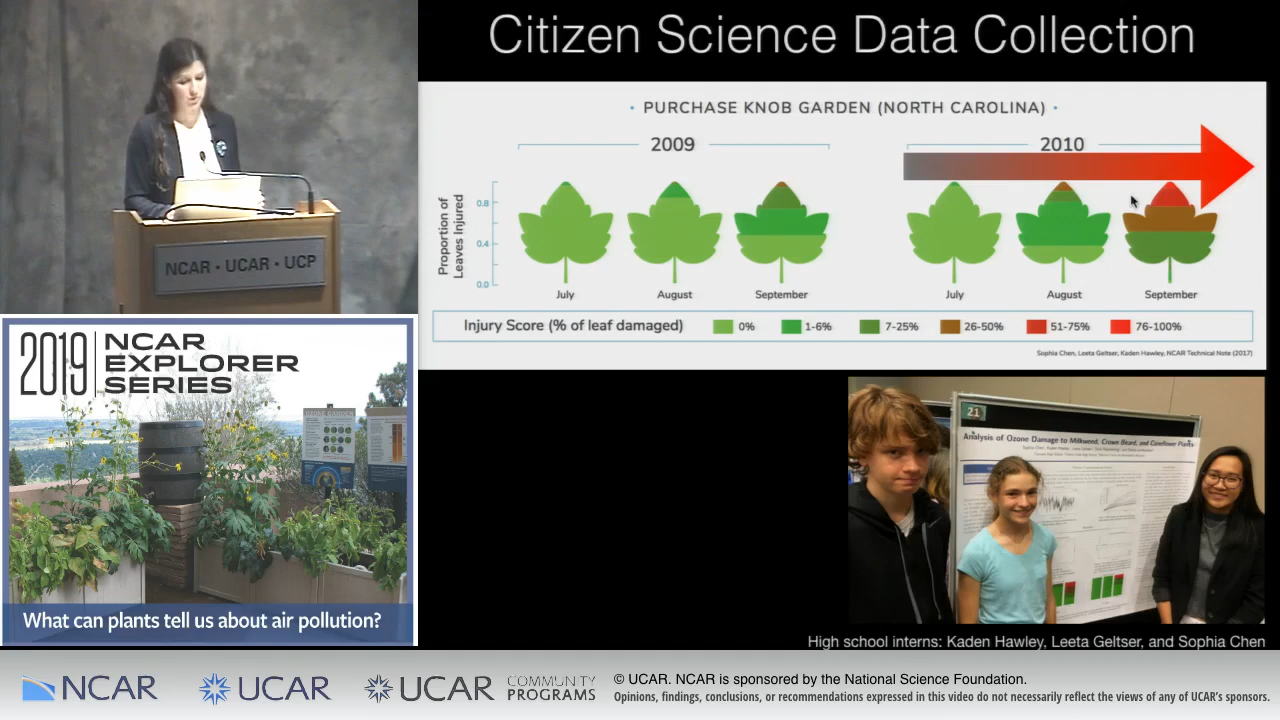 Citizen Science Data Collection
• PURCHASE KNOB GARDEN (NORTH CAROLINA) •
2009
2010
Proportion of
Leaves Injured
0.8
0.4
0.0
July
August
September
July
August
September
Injury Score (% of leaf damaged)
0%
1-6%
7-25%
26-50%
51-75%
76-100%
Sophia Chen, Leeta Geltser, Kaden Hawley, NCAR Technical Note (2017)
NCAR • UCAR • UCP
2019
NCAR
EXPLORER
SERIES
OZONE GARDEN
What can plants tell us about air pollution?
21
Analysis of Ozone Damage to Milkweed, Crown Beard, and Coneflower Plants
High school interns: Kaden Hawley, Leeta Geltser, and Sophia Chen
NCAR
UCAR
UCAR
COMMUNITY
PROGRAMS
© UCAR. NCAR is sponsored by the National Science Foundation.
Opinions, findings, conclusions, or recommendations expressed in this video do not necessarily reflect the views of any of UCAR's sponsors.